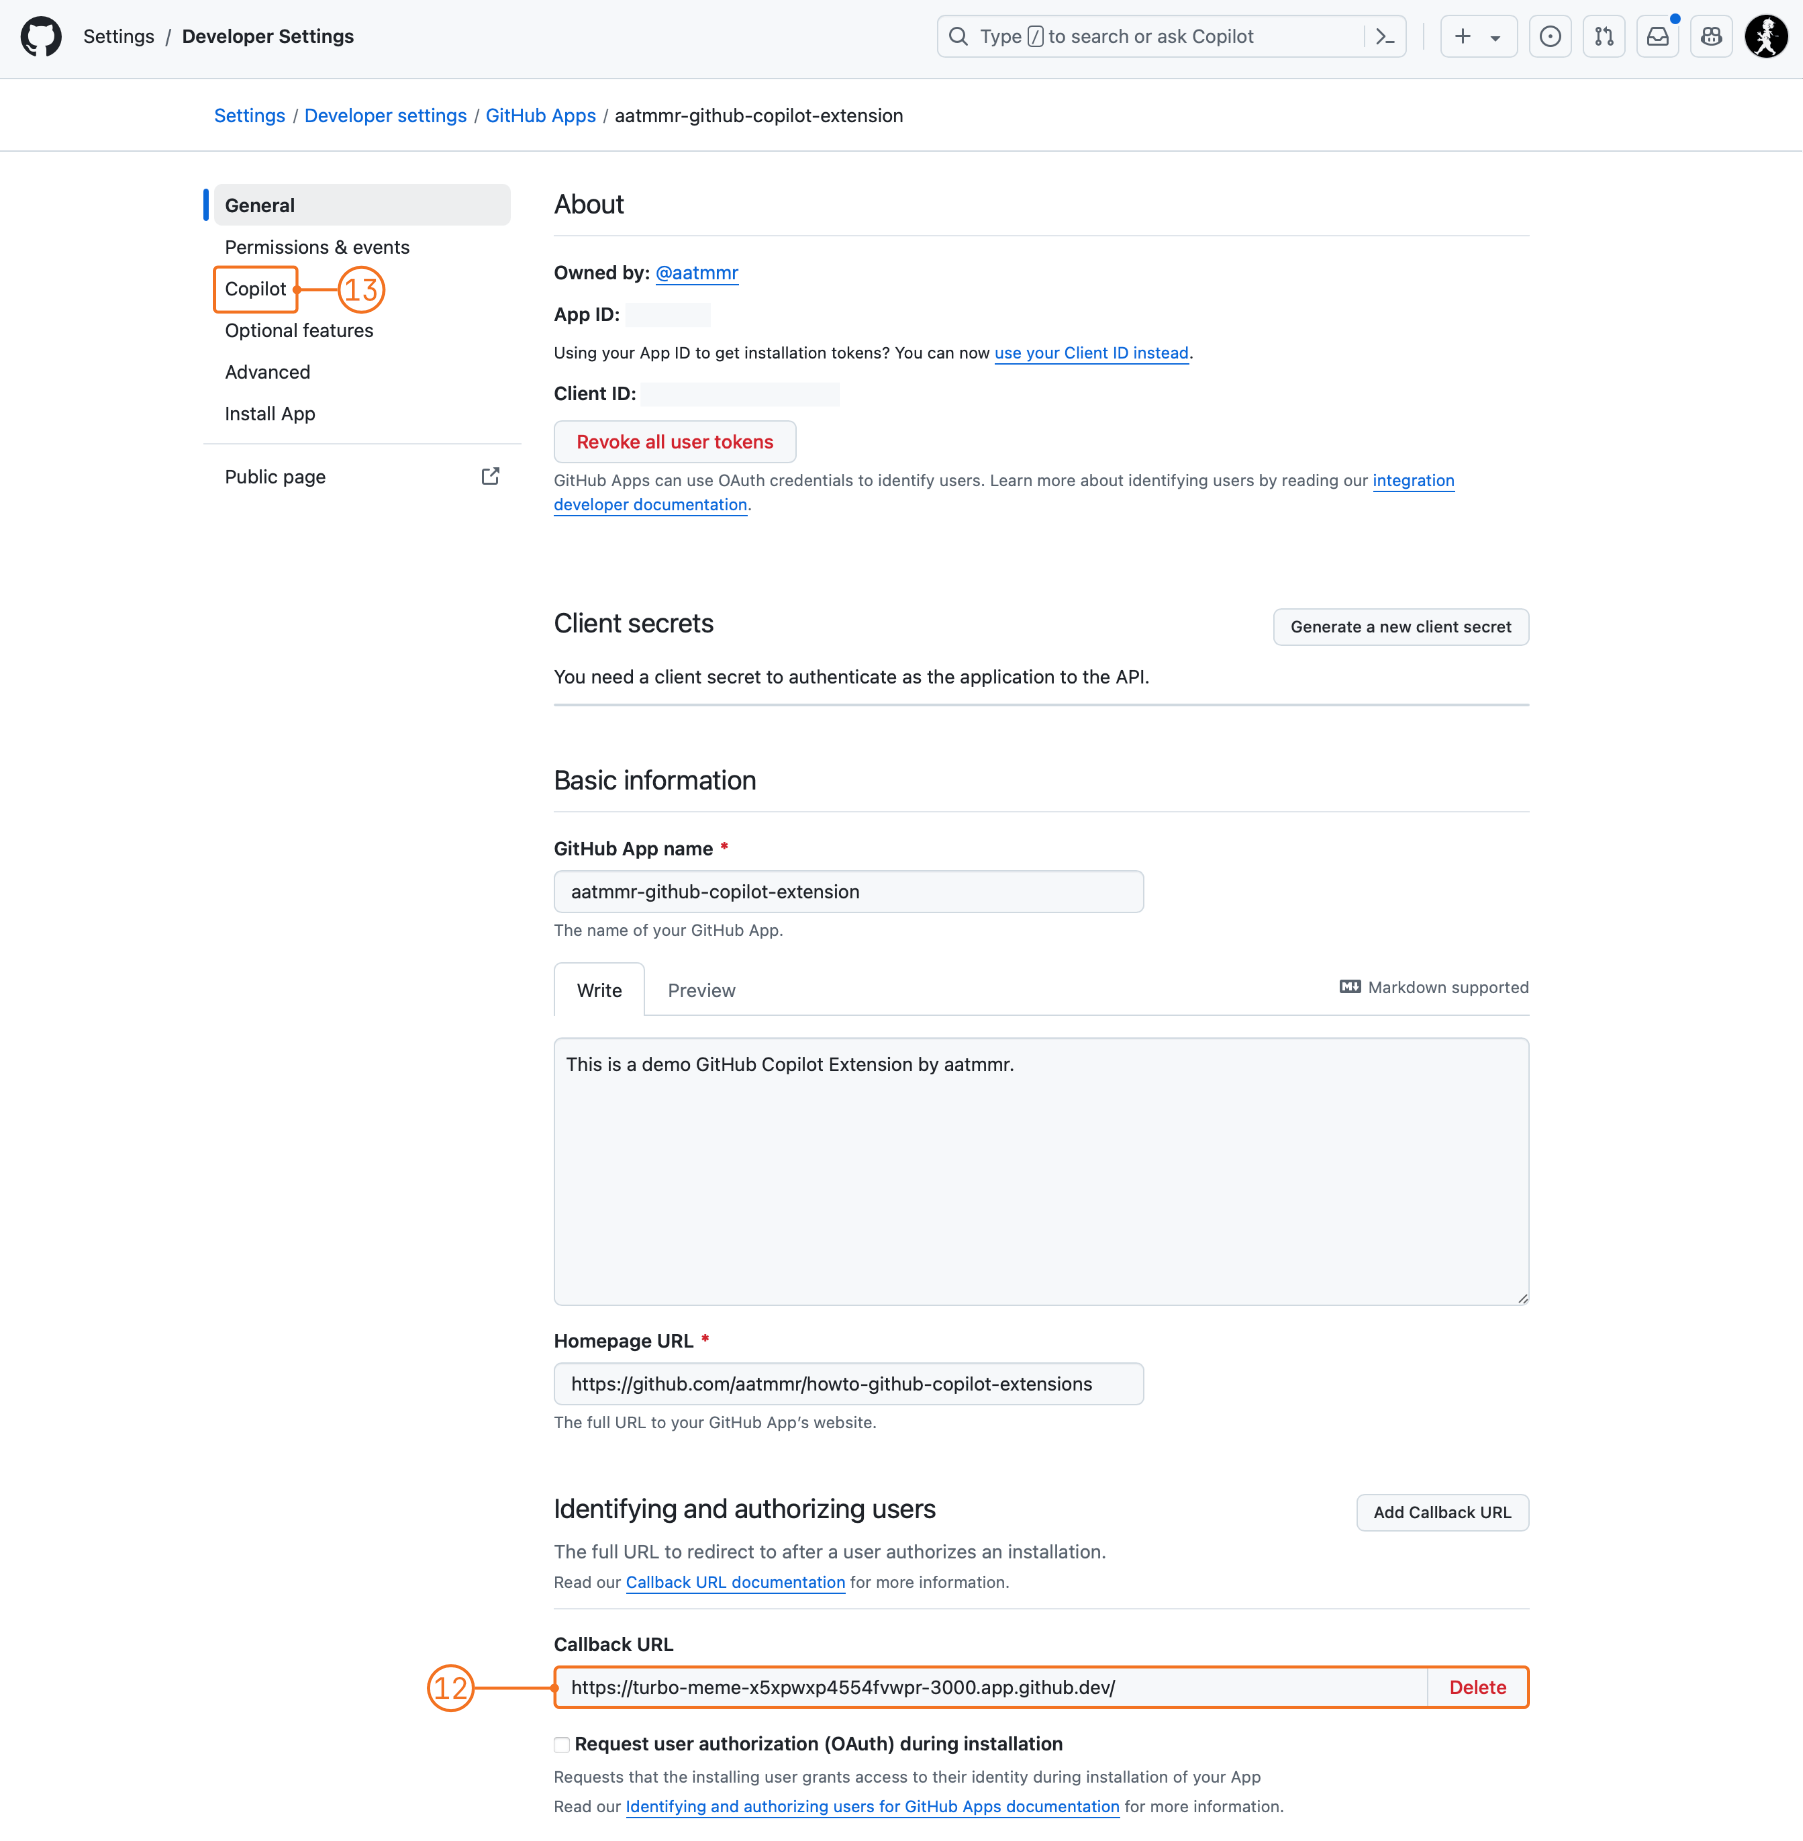 Settings / Developer Settings
Type / to search or ask Copilot
Settings / Developer settings / GitHub Apps / aatmmr-github-copilot-extension
General
Permissions & events
Copilot
13
Optional features
Advanced
Install App
Public page
About
Owned by: @aatmmr
App ID:
Using your App ID to get installation tokens? You can now use your Client ID instead.
Client ID:
Revoke all user tokens
GitHub Apps can use OAuth credentials to identify users. Learn more about identifying users by reading our integration
developer documentation.
Client secrets
Generate a new client secret
You need a client secret to authenticate as the application to the API.
Basic information
GitHub App name *
aatmmr-github-copilot-extension
The name of your GitHub App.
Write
Preview
Markdown supported
This is a demo GitHub Copilot Extension by aatmmr.
Homepage URL *
https://github.com/aatmmr/howto-github-copilot-extensions
The full URL to your GitHub App's website.
Identifying and authorizing users
Add Callback URL
The full URL to redirect to after a user authorizes an installation.
Read our Callback URL documentation for more information.
Callback URL
12
https://turbo-meme-x5xpwxp4554fvwpr-3000.app.github.dev/
Delete
Request user authorization (OAuth) during installation
Requests that the installing user grants access to their identity during installation of your App
Read our Identifying and authorizing users for GitHub Apps documentation for more information.